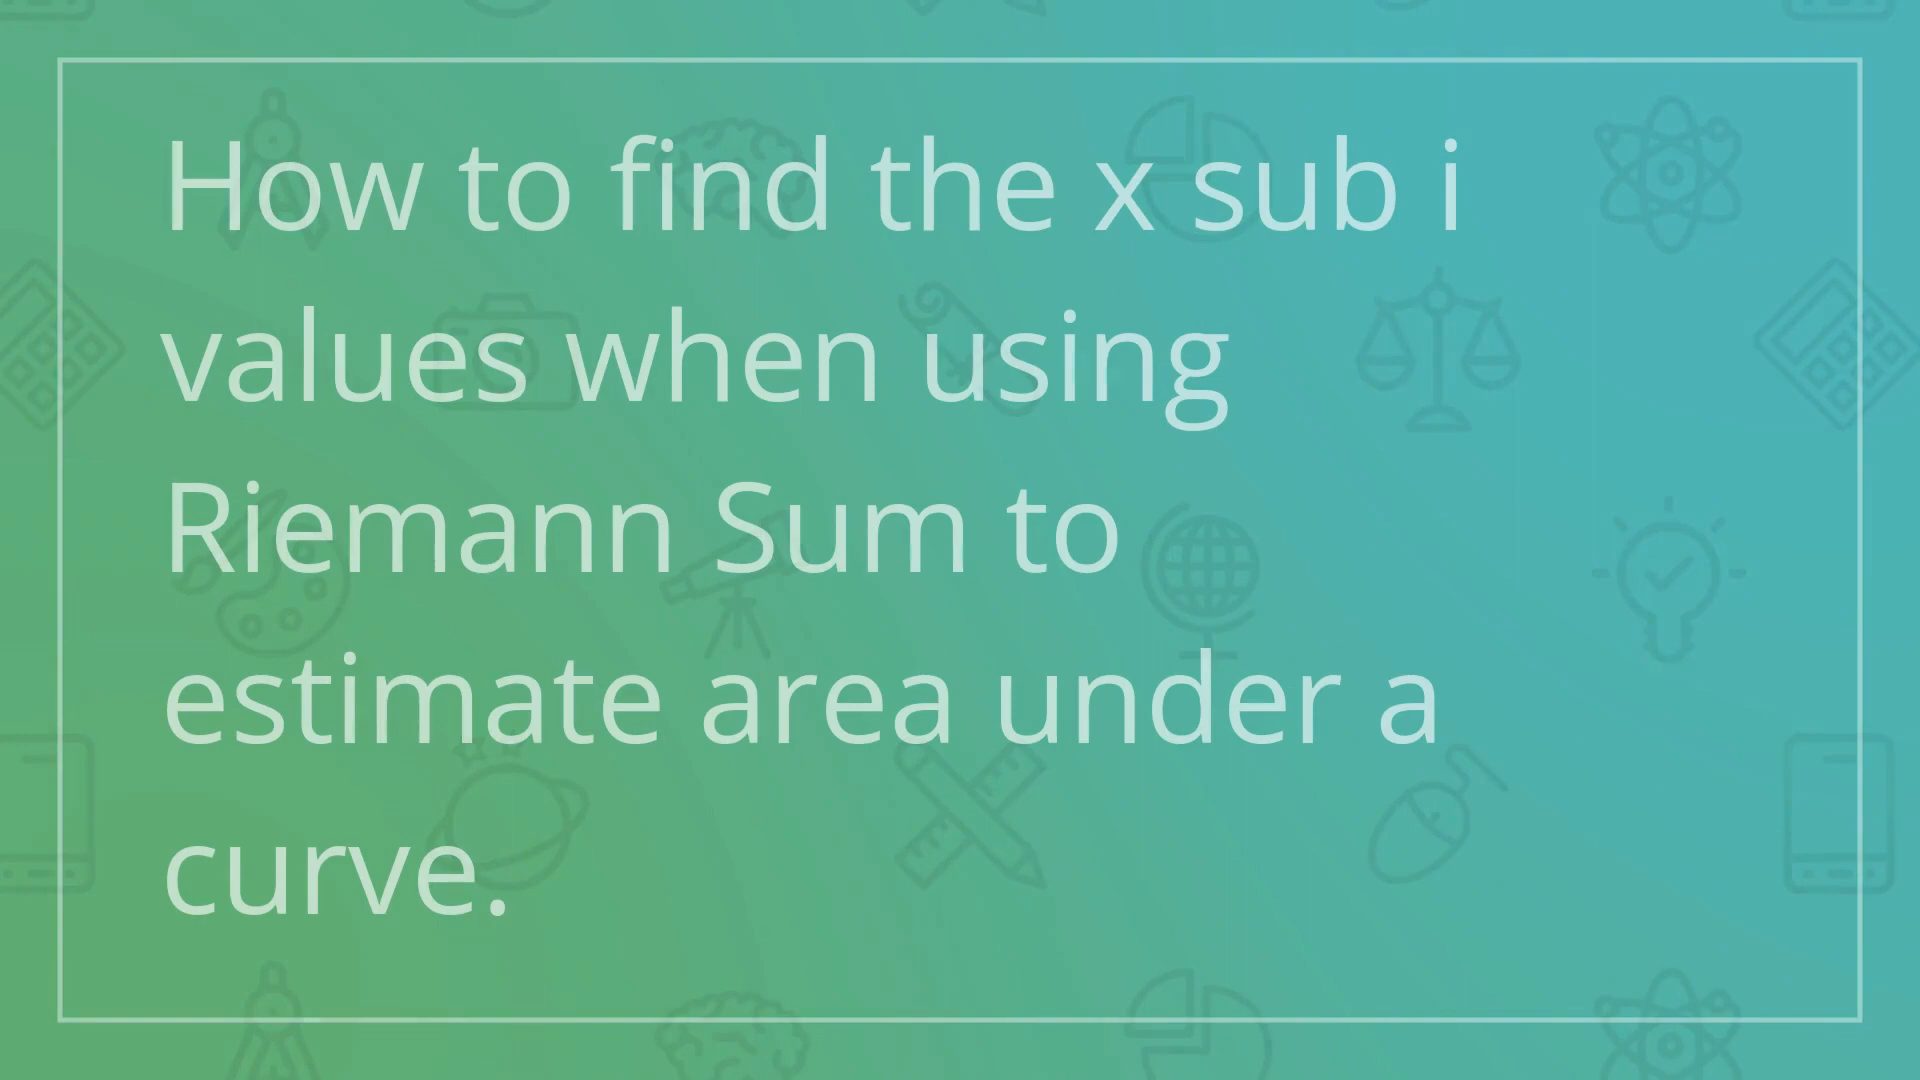 How to find the x sub i
values when using
Riemann Sum to
estimate area under a
curve.